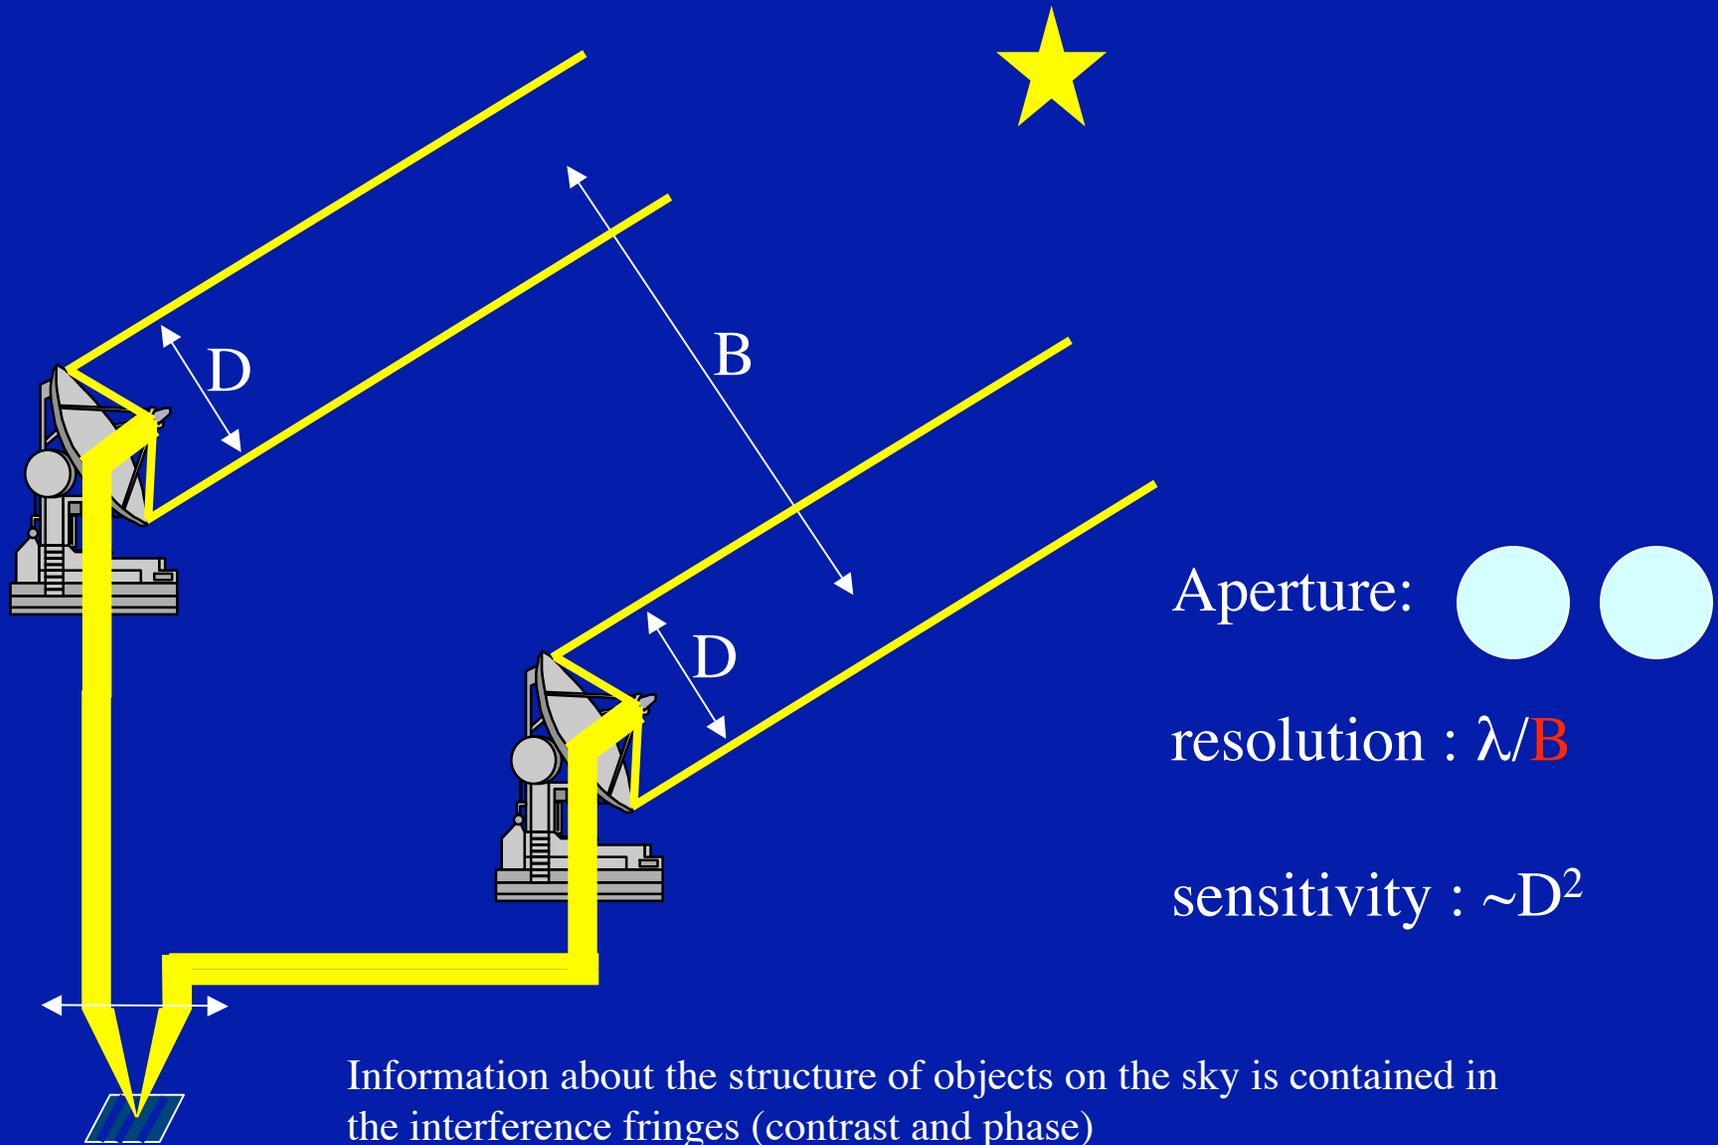 D
B
D
Aperture:
resolution : λ/B
sensitivity : ~D²
Information about the structure of objects on the sky is contained in
the interference fringes (contrast and phase)